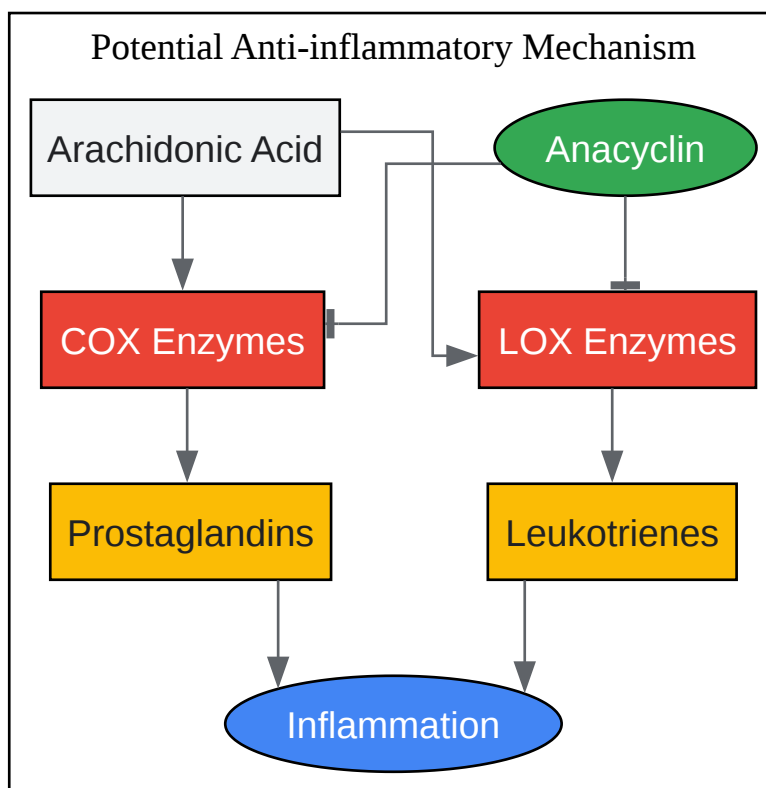 Potential Anti-inflammatory Mechanism
Arachidonic Acid
Anacyclin
COX Enzymes
LOX Enzymes
Prostaglandins
Leukotrienes
Inflammation